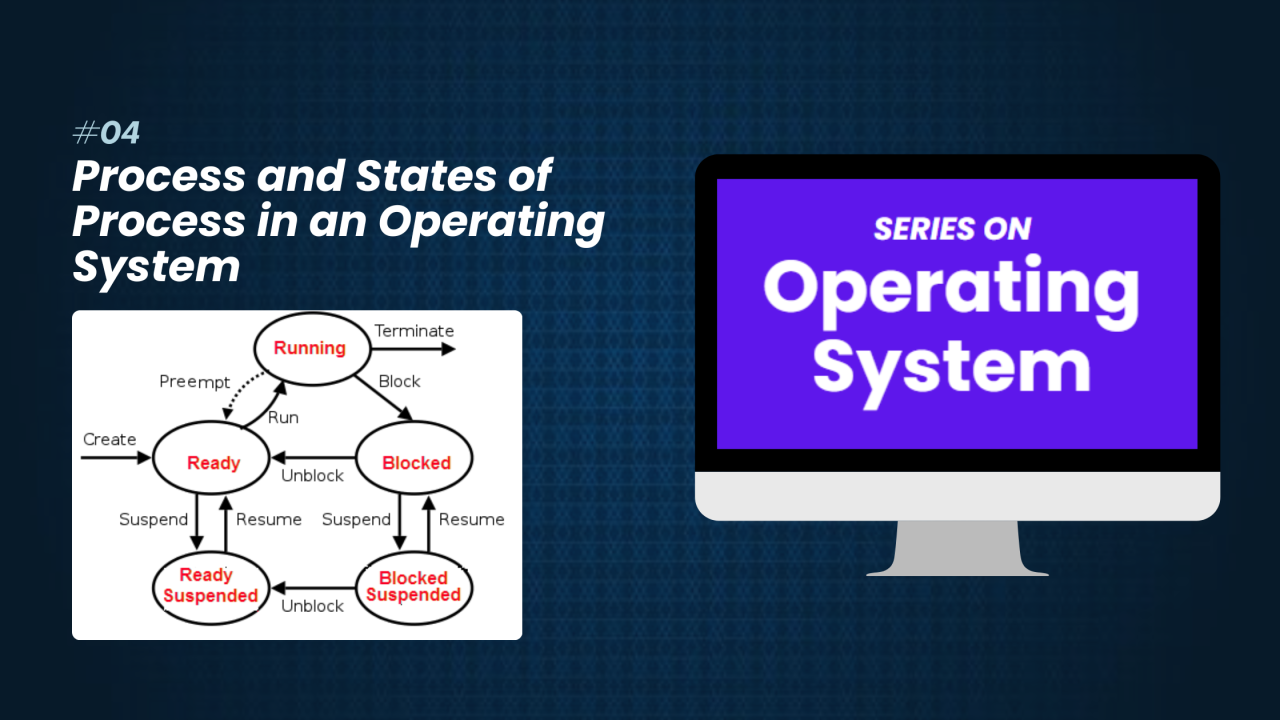 #04
Process and States of
Process in an Operating
System
Running
Terminate
Preempt
Block
Run
Create
Ready
Blocked
Unblock
Suspend
Resume
Suspend
Resume
Ready
Suspended
Blocked
Suspended
Unblock
SERIES ON
Operating
System